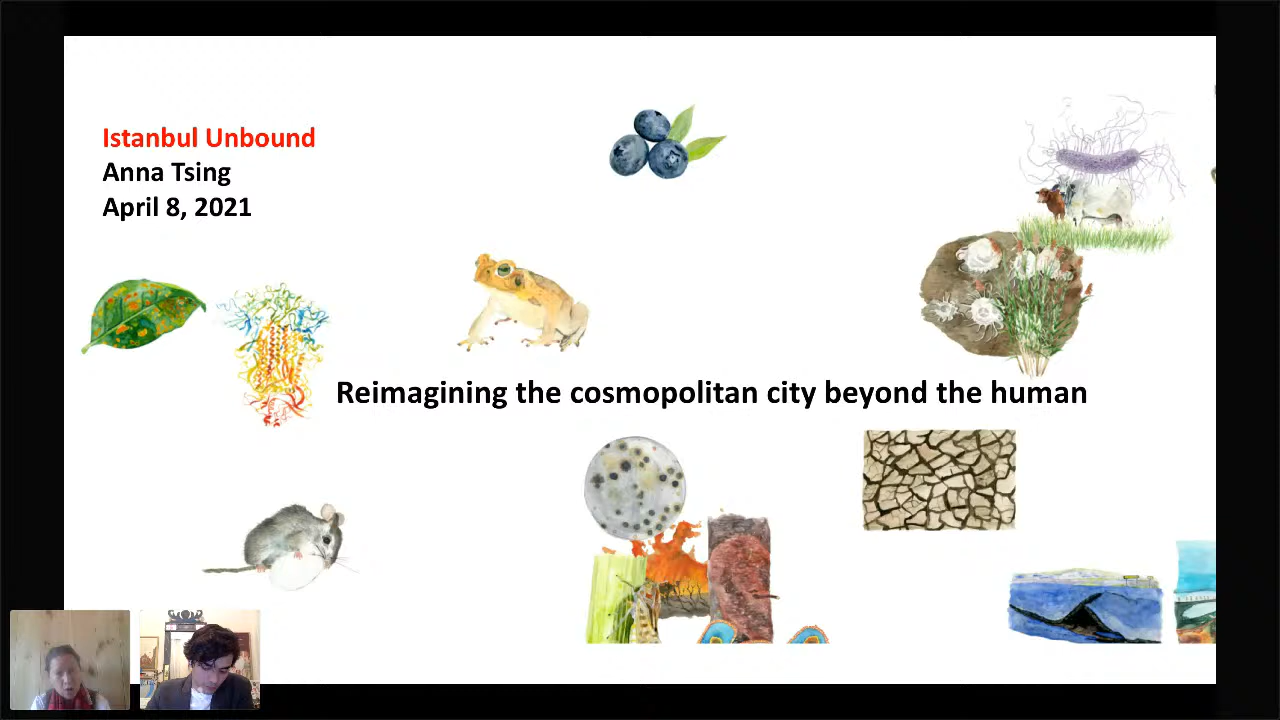 Istanbul Unbound
Anna Tsing
April 8, 2021
Reimagining the cosmopolitan city beyond the human